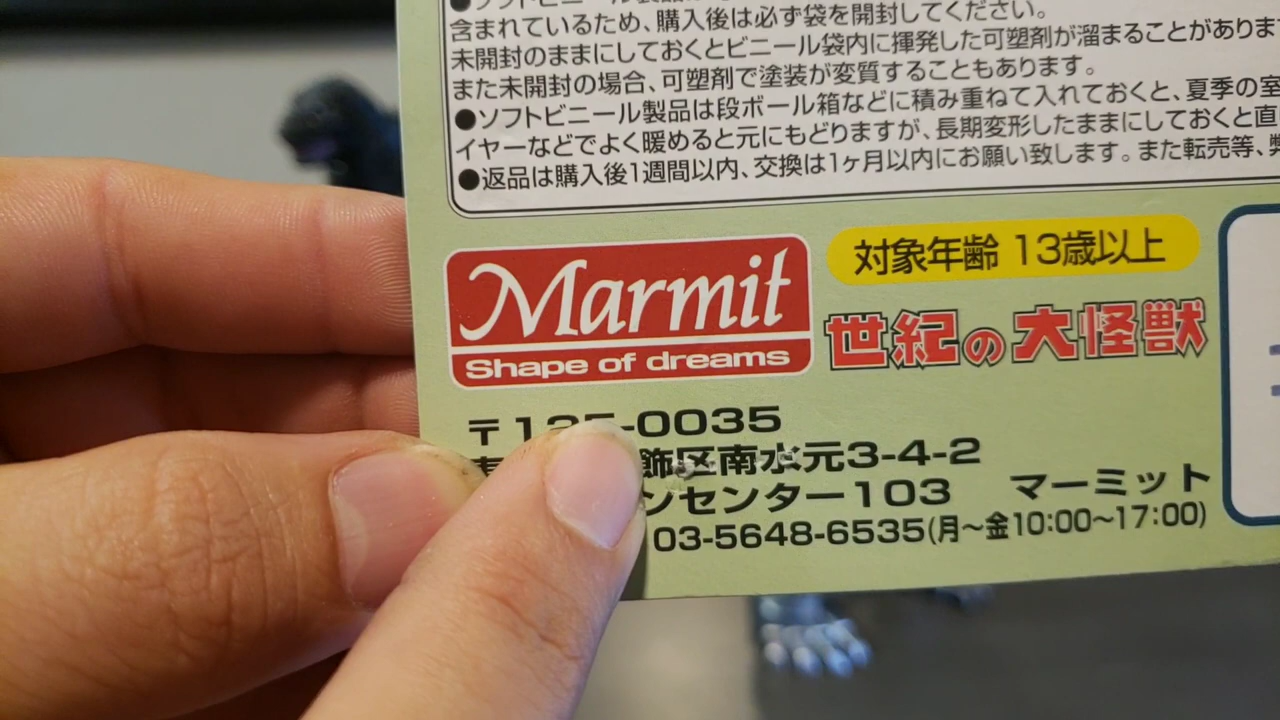 ●ソフトビニール製品は
含まれているため、購入後は必ず袋を開封してください。
未開封のままにしておくとビニール袋内に揮発した可塑剤が溜まることがありま
また未開封の場合、可塑剤で塗装が変質することもあります。
●ソフトビニール製品は段ボール箱などに積み重ねて入れておくと、夏季の室
イヤーなどでよく暖めると元にもどりますが、長期変形したままにしておくと直
●返品は購入後1週間以内、交換は1ヶ月以内にお願い致します。また転売等、
Marmit
Shape of dreams
対象年齢 13歳以上
世紀の大怪獣
〒125-0035
飾区南水元3-4-2
ンセンター103 マーミット
03-5648-6535(月〜金10:00〜17:00)